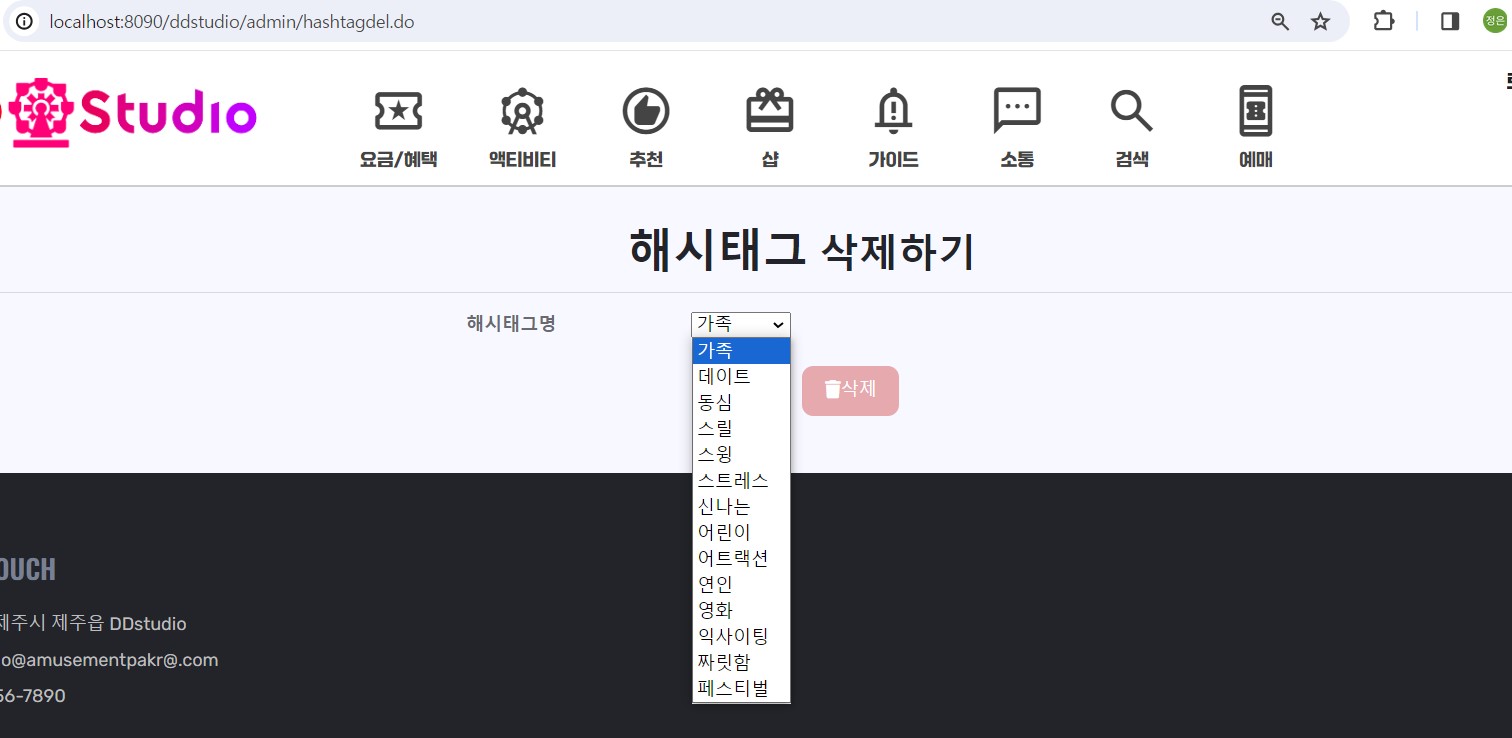 localhost:8090/ddstudio/admin/hashtagdel.do
정은
Studio
요금/혜택
액티비티
추천
샵
가이드
소통
검색
예매
해시태그 삭제하기
해시태그명
가족
가족
데이트
동심
스릴
스윙
스트레스
신나는
어린이
어트랙션
연인
영화
익사이팅
짜릿함
페스티벌
삭제
OUCH
제주시 제주읍 DDstudio
o@amusementpakr@.com
56-7890